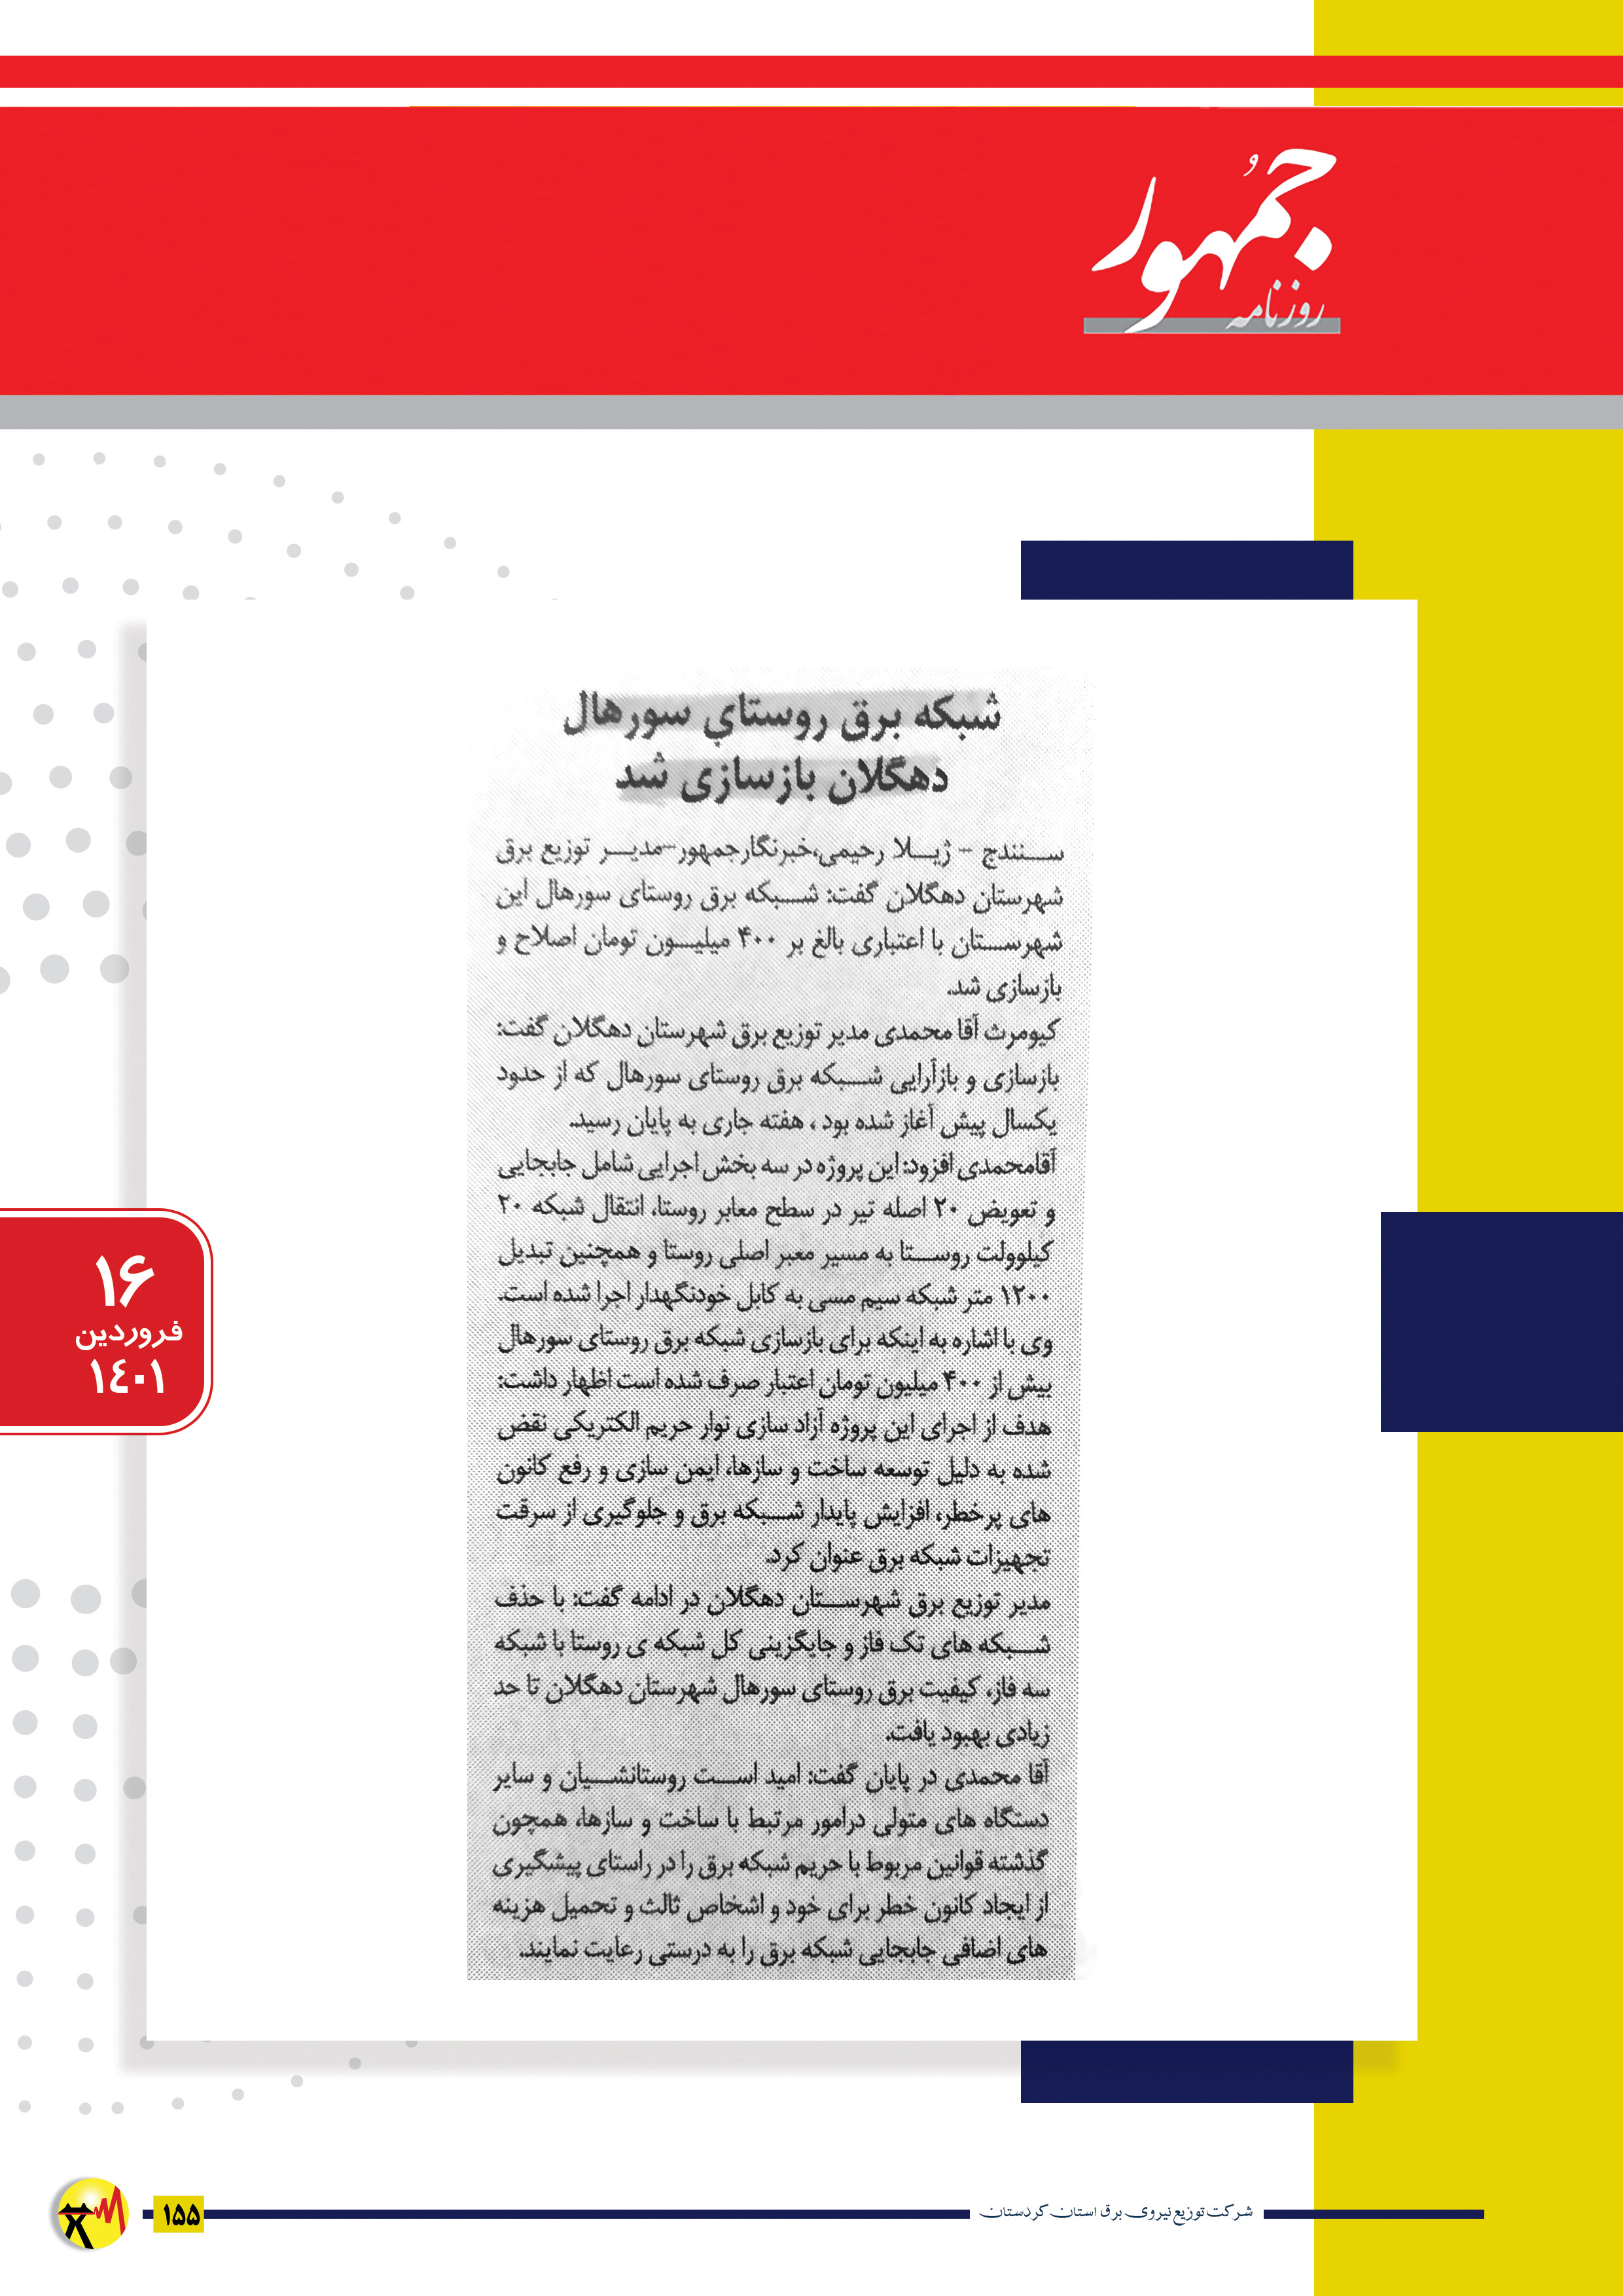 جمهور
روزنامه
شبکه برق روستای سورهال
دهگلان بازسازی شد
سنندج - ژیلا رحیمی،خبرنگارجمهور-مدیر توزیع برق
شهرستان دهگلان گفت: شبکه برق روستای سورهال این
شهرستان با اعتباری بالغ بر ۴۰۰ میلیون تومان اصلاح و
بازسازی شد.
کیومرث آقا محمدی مدیر توزیع برق شهرستان دهگلان گفت:
بازسازی و بازآرایی شبکه برق روستای سورهال که از حدود
یکسال پیش آغاز شده بود ، هفته جاری به پایان رسید.
آقامحمدی افزود: این پروژه در سه بخش اجرایی شامل جابجایی
و تعویض ۲۰ اصله تیر در سطح معابر روستا، انتقال شبکه ۲۰
کیلوولت روستا به مسیر معبر اصلی روستا و همچنین تبدیل
۱۲۰۰ متر شبکه سیم مسی به کابل خودنگهدار اجرا شده است.
وی با اشاره به اینکه برای بازسازی شبکه برق روستای سورهال
بیش از ۴۰۰ میلیون تومان اعتبار صرف شده است اظهار داشت:
هدف از اجرای این پروژه آزاد سازی نوار حریم الکتریکی نقض
شده به دلیل توسعه ساخت و سازها، ایمن سازی و رفع کانون
های پرخطر، افزایش پایدار شبکه برق و جلوگیری از سرقت
تجهیزات شبکه برق عنوان کرد.
مدیر توزیع برق شهرستان دهگلان در ادامه گفت: با حذف
شبکه های تک فاز و جایگزینی کل شبکه ی روستا با شبکه
سه فاز، کیفیت برق روستای سورهال شهرستان دهگلان تا حد
زیادی بهبود یافت.
آقا محمدی در پایان گفت: امید است روستانشیان و سایر
دستگاه های متولی درامور مرتبط با ساخت و سازها، همچون
گذشته قوانین مربوط با حریم شبکه برق را در راستای پیشگیری
از ایجاد کانون خطر برای خود و اشخاص ثالث و تحمیل هزینه
های اضافی جابجایی شبکه برق را به درستی رعایت نمایند.
۱۶
فروردین
۱٤۰۱
شرکت توزیع نیروی برق استان کردستان
۱۵۵